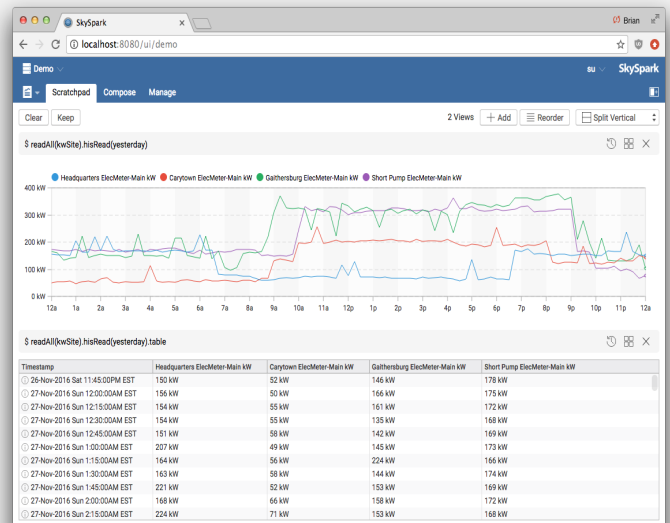 SkySpark
Brian
localhost:8080/ui/demo
Demo su SkySpark
Scratchpad Compose Manage
Clear Keep 2 Views Add Reorder Split Vertical
$ readAll(kwSite).hisRead(yesterday)
Headquarters ElecMeter-Main kW Carytown ElecMeter-Main kW Gaithersburg ElecMeter-Main kW Short Pump ElecMeter-Main kW
400 kW
300 kW
200 kW
100 kW
0 kW
12a 1a 2a 3a 4a 5a 6a 7a 8a 9a 10a 11a 12p 1p 2p 3p 4p 5p 6p 7p 8p 9p 10p 11p 12a
$ readAll(kwSite).hisRead(yesterday).table
Timestamp Headquarters ElecMeter-Main kW Carytown ElecMeter-Main kW Gaithersburg ElecMeter-Main kW Short Pump ElecMeter-Main kW
26-Nov-2016 Sat 11:45:00PM EST 150 kW 52 kW 146 kW 178 kW
27-Nov-2016 Sun 12:00:00AM EST 156 kW 50 kW 166 kW 175 kW
27-Nov-2016 Sun 12:15:00AM EST 154 kW 55 kW 161 kW 172 kW
27-Nov-2016 Sun 12:30:00AM EST 154 kW 55 kW 135 kW 168 kW
27-Nov-2016 Sun 12:45:00AM EST 151 kW 58 kW 142 kW 169 kW
27-Nov-2016 Sun 1:00:00AM EST 207 kW 49 kW 145 kW 173 kW
27-Nov-2016 Sun 1:15:00AM EST 164 kW 56 kW 224 kW 166 kW
27-Nov-2016 Sun 1:30:00AM EST 163 kW 58 kW 144 kW 174 kW
27-Nov-2016 Sun 1:45:00AM EST 221 kW 52 kW 153 kW 169 kW
27-Nov-2016 Sun 2:00:00AM EST 168 kW 66 kW 158 kW 172 kW
27-Nov-2016 Sun 2:15:00AM EST 224 kW 71 kW 153 kW 168 kW